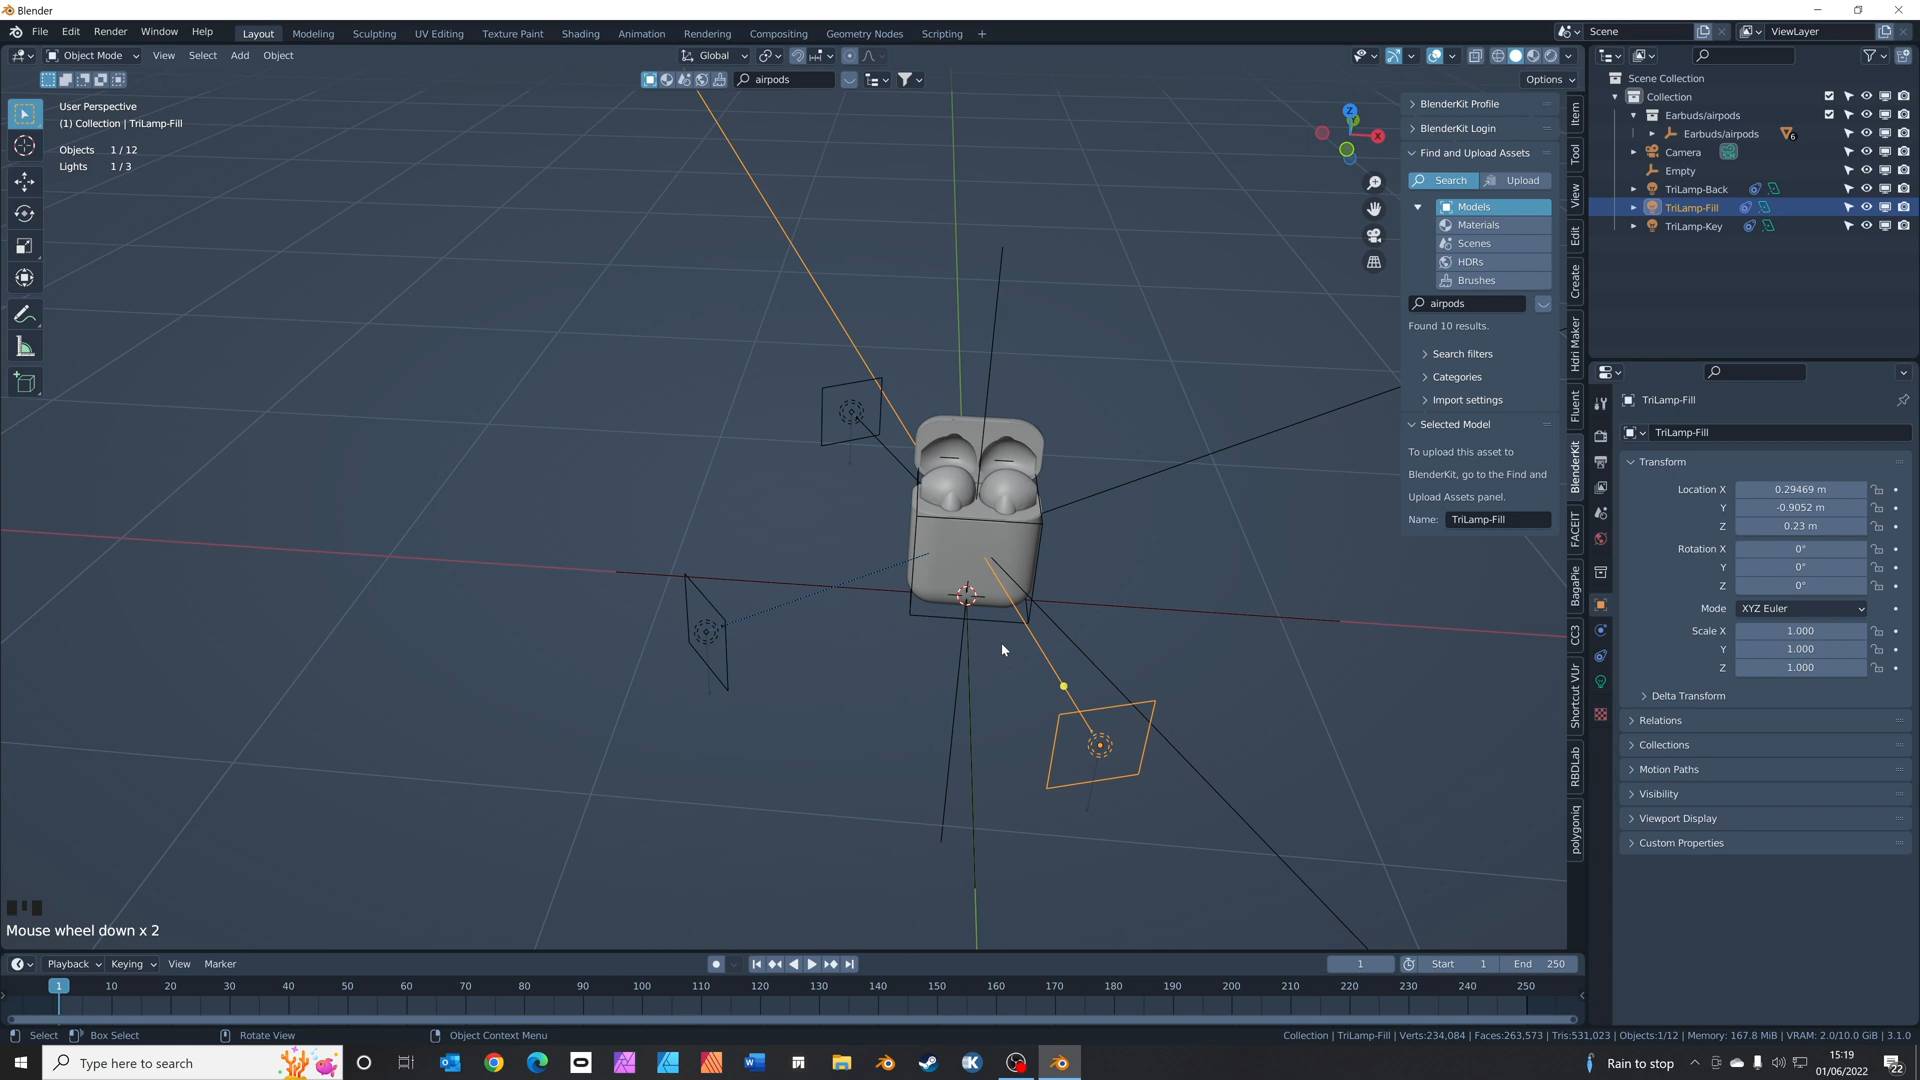 Blender
File Edit Render Window Help Layout Modeling Sculpting UV Editing Texture Paint Shading Animation Rendering Compositing Geometry Nodes Scripting + Scene ViewLayer
Object Mode View Select Add Object Global
airpods Options
User Perspective
(1) Collection | TriLamp-Fill
Objects 1 / 12
Lights 1 / 3
Z
X
BlenderKit Profile
BlenderKit Login
Find and Upload Assets
Search Upload
Models
Materials
Scenes
HDRs
Brushes
airpods
Found 10 results.
Search filters
Categories
Import settings
Selected Model
To upload this asset to
BlenderKit, go to the Find and
Upload Assets panel.
Name: TriLamp-Fill
Item
Tool
View
Edit
Create
Hdri Maker
Fluent
BlenderKit
FACEIT
BagaPie
CC3
Shortcut VUr
RBDLab
polygoniq
Scene Collection
Collection
Earbuds/airpods
Earbuds/airpods 6
Camera
Empty
TriLamp-Back
TriLamp-Fill
TriLamp-Key
TriLamp-Fill
TriLamp-Fill
Transform
Location X 0.29469 m
Y -0.9052 m
Z 0.23 m
Rotation X 0°
Y 0°
Z 0°
Mode XYZ Euler
Scale X 1.000
Y 1.000
Z 1.000
Delta Transform
Relations
Collections
Motion Paths
Visibility
Viewport Display
Custom Properties
Mouse wheel down x 2
Playback Keying View Marker 1 Start 1 End 250
1 10 20 30 40 50 60 70 80 90 100 110 120 130 140 150 160 170 180 190 200 210 220 230 240 250
Select Box Select Rotate View Object Context Menu Collection | TriLamp-Fill | Verts:234,084 | Faces:263,573 | Tris:531,023 | Objects:1/12 | Memory: 167.8 MiB | VRAM: 2.0/10.0 GiB | 3.1.0
Type here to search Rain to stop 15:19
01/06/2022 22